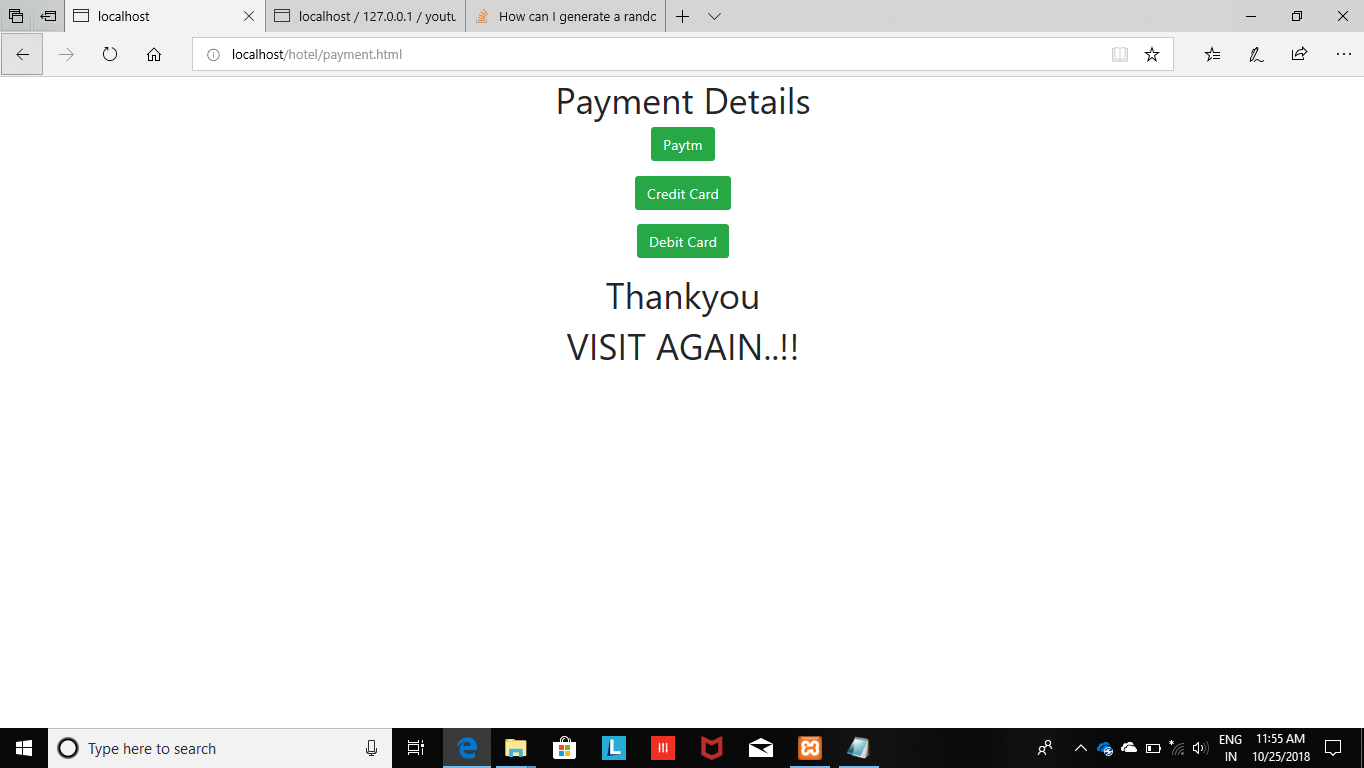 localhost
localhost / 127.0.0.1 / youtu
How can I generate a rando
localhost/hotel/payment.html
Payment Details
Paytm
Credit Card
Debit Card
Thankyou
VISIT AGAIN..!!
Type here to search
L
ENG
IN
11:55 AM
10/25/2018